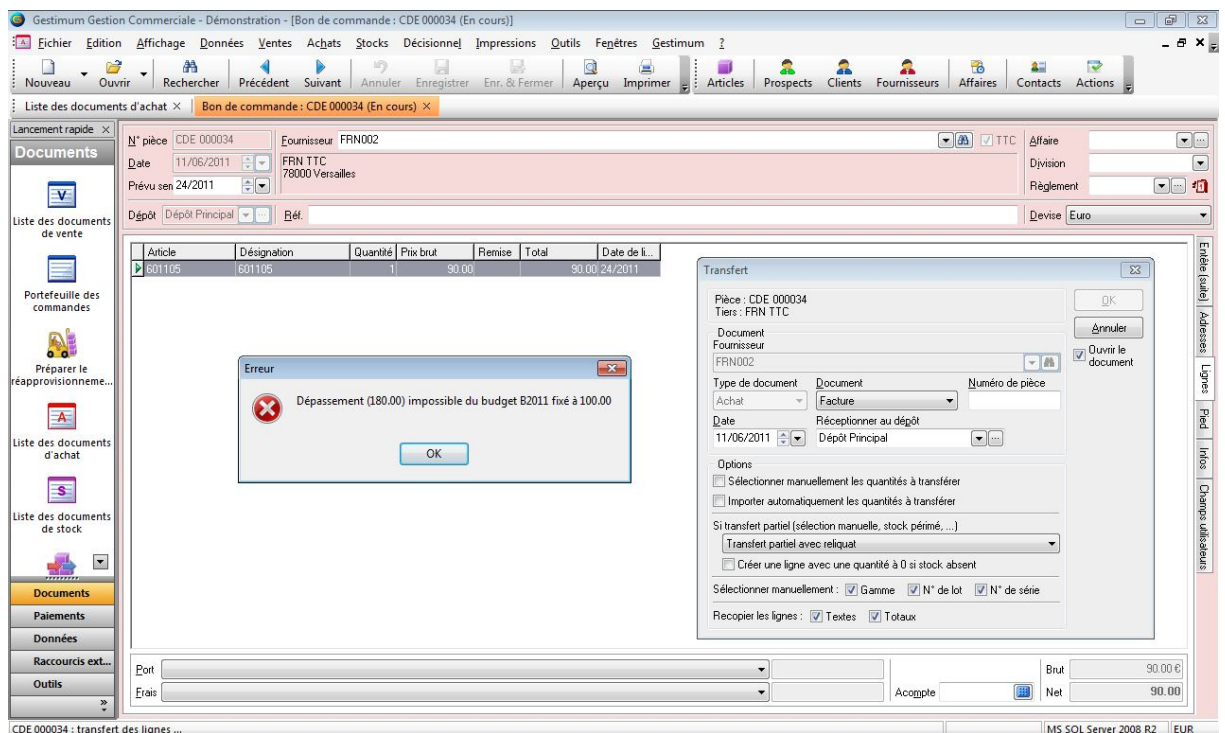 Gestimum Gestion Commerciale - Démonstration - [Bon de commande : CDE 000034 (En cours)]
Fichier Edition Affichage Données Ventes Achats Stocks Décisionnel Impressions Outils Fenêtres Gestimum ?
Nouveau Ouvrir Rechercher Précédent Suivant Annuler Enregistrer Enr. & Fermer Aperçu Imprimer Articles Prospects Clients Fournisseurs Affaires Contacts Actions
Liste des documents d'achat × Bon de commande : CDE 000034 (En cours) ×
Lancement rapide ×
Documents
Liste des documents de vente
Portefeuille des commandes
Préparer le
réapprovisionneme...
Liste des documents d'achat
Liste des documents de stock
Documents
Paiements
Données
Raccourcis ext...
Outils
»
N° pièce CDE 000034 Fournisseur FRN002 TTC Affaire
Date 11/06/2011 FRN TTC Division
78000 Versailles
Prévu sem 24/2011 Règlement
Dépôt Dépôt Principal Réf. Devise Euro
Article Désignation Quantité Prix brut Remise Total Date de li...
601105 601105 1 90.00 90.00 24/2011
Erreur
Dépassement (180.00) impossible du budget B2011 fixé à 100.00
OK
Transfert
Pièce : CDE 000034 OK
Tiers : FRN TTC
Annuler
Document
Fournisseur Ouvrir le document
FRN002
Type de document Document Numéro de pièce
Achat Facture
Date Réceptionner au dépôt
11/06/2011 Dépôt Principal
Options
Sélectionner manuellement les quantités à transférer
Importer automatiquement les quantités à transférer
Si transfert partiel (sélection manuelle, stock périmé, ...)
Transfert partiel avec reliquat
Créer une ligne avec une quantité à 0 si stock absent
Sélectionner manuellement : Gamme N° de lot N° de série
Recopier les lignes : Textes Totaux
Entête (suite)
Adresses
Lignes
Pied
Infos
Champs utilisateurs
Port Brut 90.00 €
Frais Acompte Net 90.00
CDE 000034 : transfert des lignes ... MS SQL Server 2008 R2 EUR